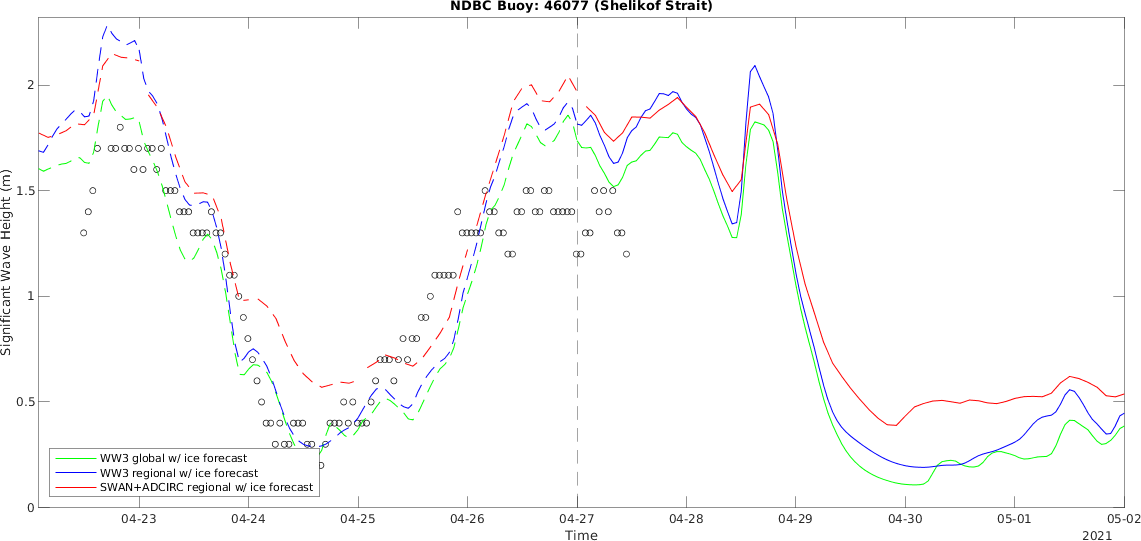 NDBC Buoy: 46077 (Shelikof Strait)
Significant Wave Height (m)
2
1.5
1
0.5
0
WW3 global w/ ice forecast
WW3 regional w/ ice forecast
SWAN+ADCIRC regional w/ ice forecast
04-23 04-24 04-25 04-26 04-27 04-28 04-29 04-30 05-01 05-02
Time
2021